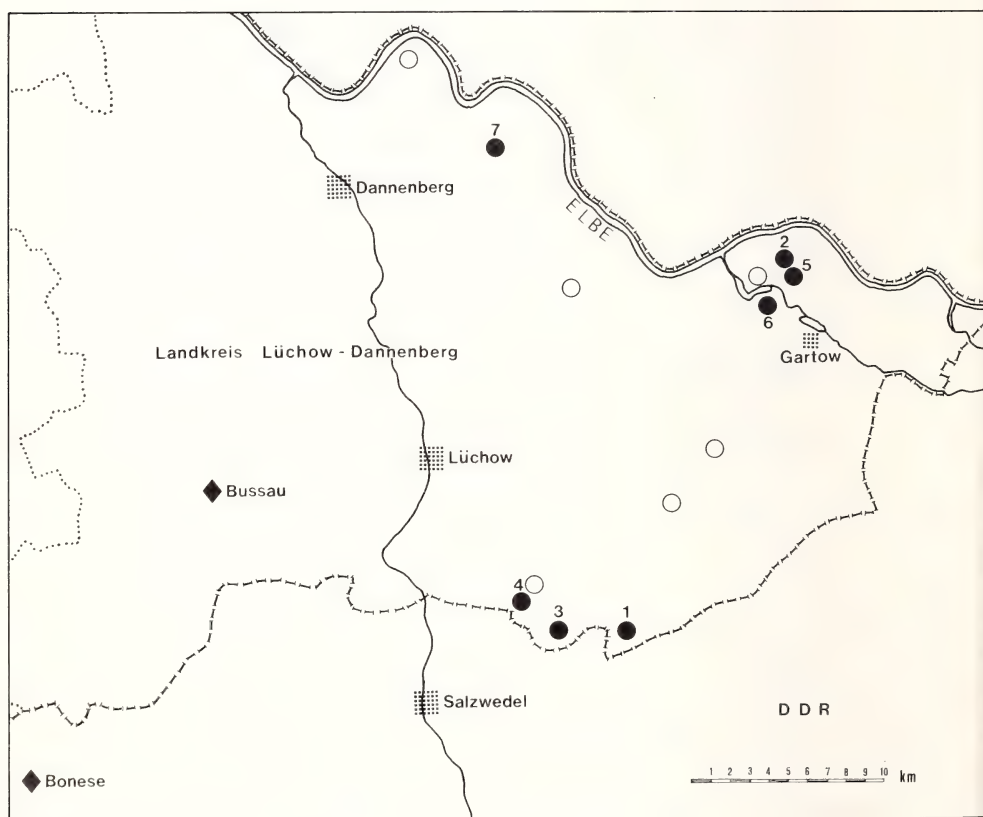 7
Dannenberg
ELBE
2
5
6
Gartow
Landkreis Lüchow - Dannenberg
Lüchow
Bussau
4
3
1
Salzwedel
DDR
Bonese
1 2 3 4 5 6 7 8 9 10 km